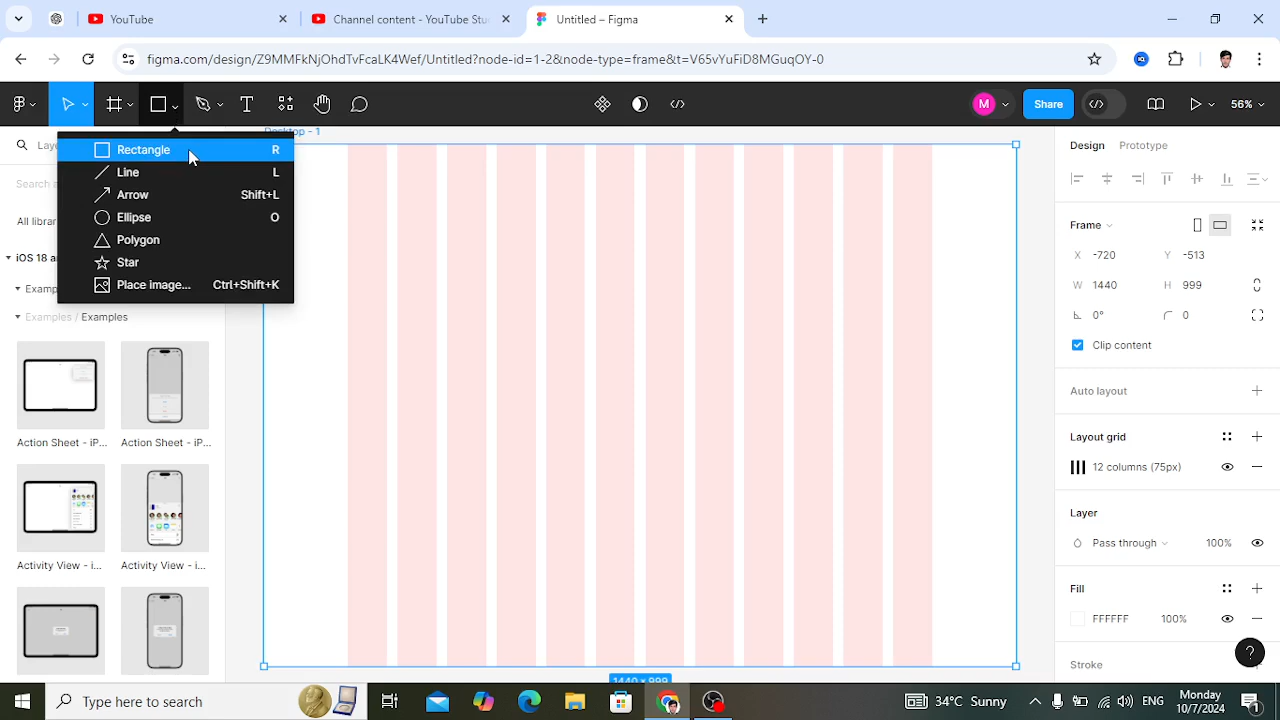 YouTube
Channel content - YouTube Stu
Untitled – Figma
figma.com/design/Z9MMFkNjOhdTvFcaLK4Wef/Untitled?node-id=1-2&node-type=frame&t=V65vYuFiD8MGuqOY-0
M
Share
56%
Desktop - 1
Rectangle R
Line L
Arrow Shift+L
Ellipse O
Polygon
Star
Place image... Ctrl+Shift+K
All librar
iOS 18 a
Examp
Examples / Examples
Action Sheet - iP...
Action Sheet - iP...
Activity View - i...
Activity View - i...
1440 × 999
Design Prototype
Frame
X -720 Y -513
W 1440 H 999
0° 0
Clip content
Auto layout
Layout grid
12 columns (75px)
Layer
Pass through 100%
Fill
FFFFFF 100%
Stroke
?
Type here to search
34°C Sunny
ENG
Monday
10/7/2024
1